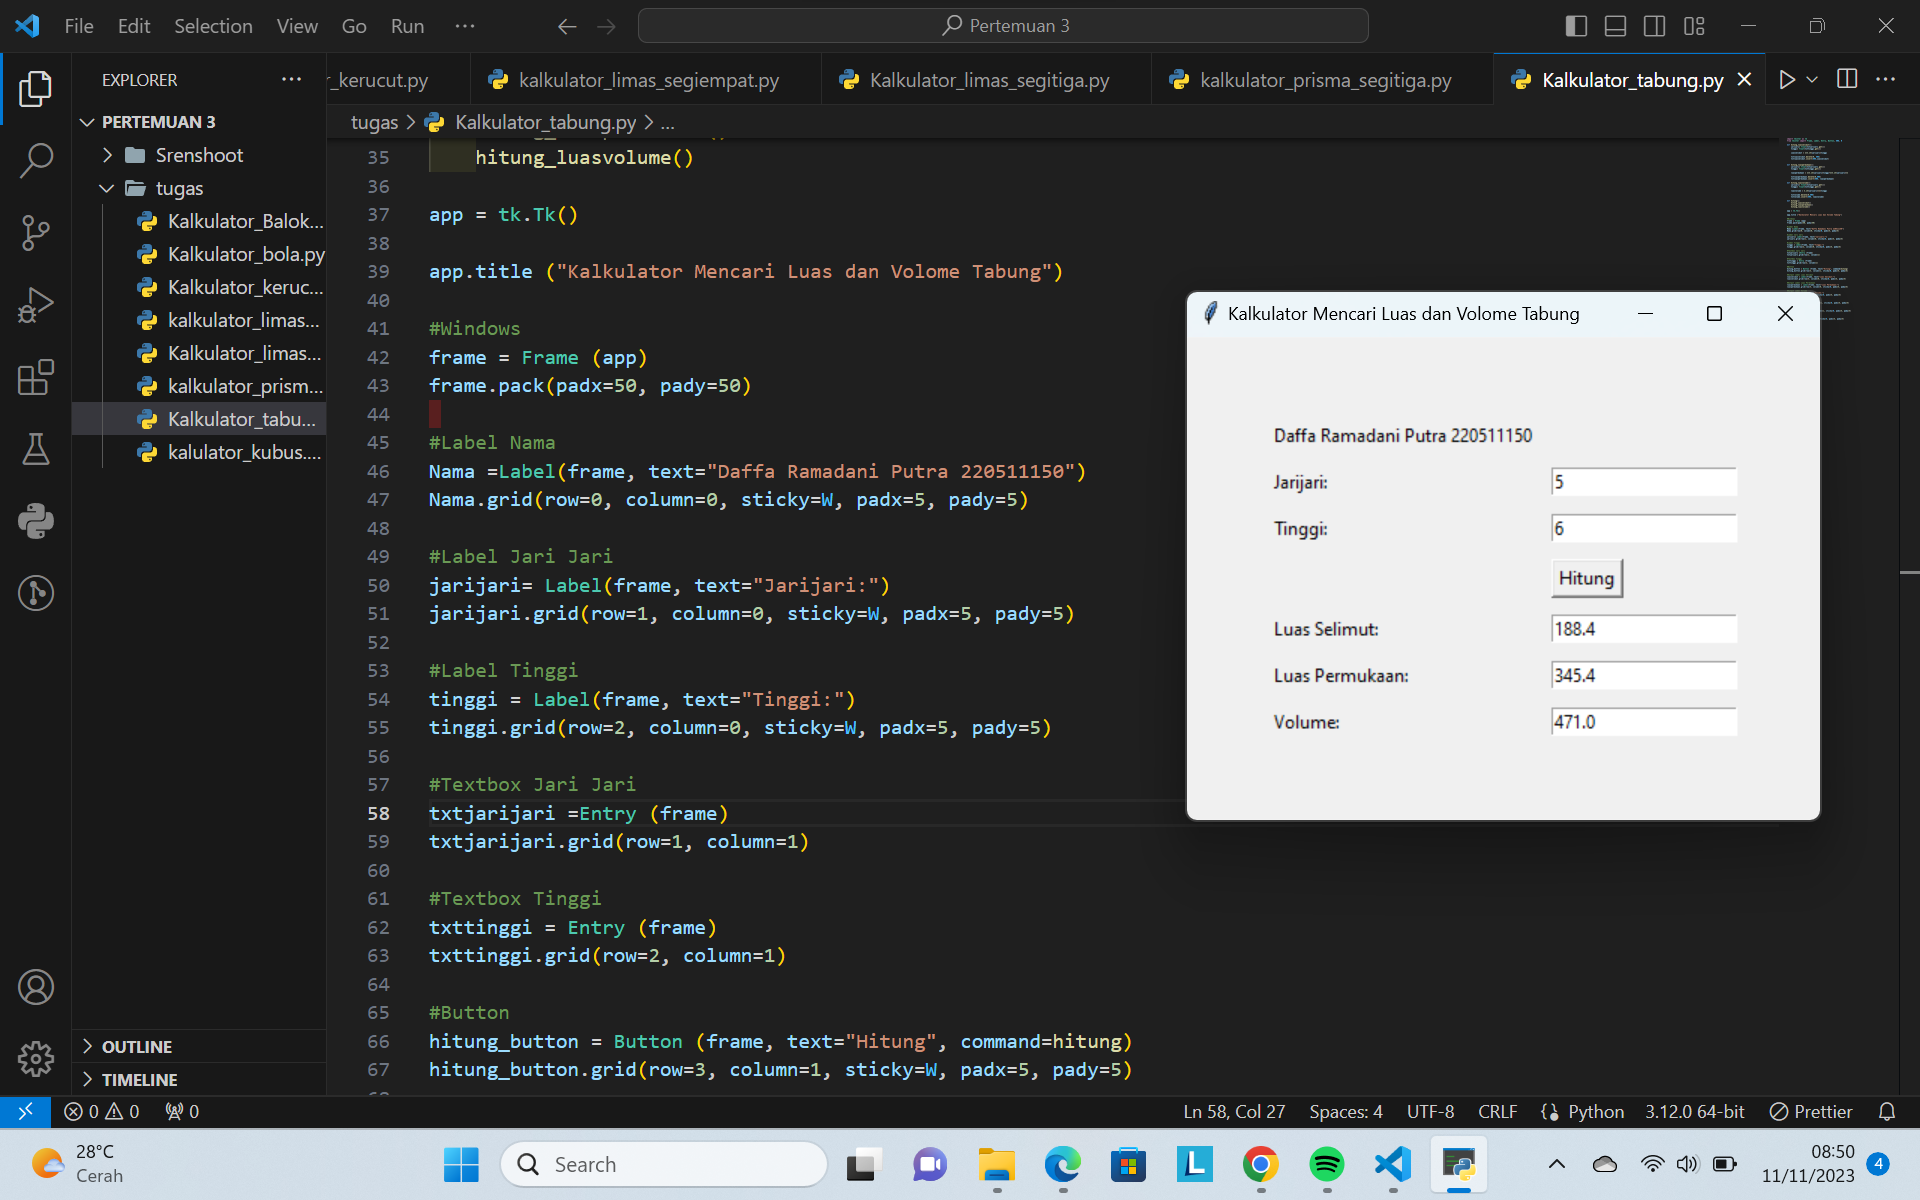 File Edit Selection View Go Run ...
Pertemuan 3
EXPLORER
_kerucut.py kalkulator_limas_segiempat.py Kalkulator_limas_segitiga.py kalkulator_prisma_segitiga.py Kalkulator_tabung.py
PERTEMUAN 3
tugas > Kalkulator_tabung.py > ...
Srenshoot
tugas
Kalkulator_Balok...
Kalkulator_bola.py
Kalkulator_keruc...
kalkulator_limas...
Kalkulator_limas...
kalkulator_prism...
Kalkulator_tabu...
kalulator_kubus....
OUTLINE
TIMELINE
35 hitung_luasvolume()
36
37 app = tk.Tk()
38
39 app.title ("Kalkulator Mencari Luas dan Volome Tabung")
40
41 #Windows
42 frame = Frame (app)
43 frame.pack(padx=50, pady=50)
44
45 #Label Nama
46 Nama =Label(frame, text="Daffa Ramadani Putra 220511150")
47 Nama.grid(row=0, column=0, sticky=W, padx=5, pady=5)
48
49 #Label Jari Jari
50 jarijari= Label(frame, text="Jarijari:")
51 jarijari.grid(row=1, column=0, sticky=W, padx=5, pady=5)
52
53 #Label Tinggi
54 tinggi = Label(frame, text="Tinggi:")
55 tinggi.grid(row=2, column=0, sticky=W, padx=5, pady=5)
56
57 #Textbox Jari Jari
58 txtjarijari =Entry (frame)
59 txtjarijari.grid(row=1, column=1)
60
61 #Textbox Tinggi
62 txttinggi = Entry (frame)
63 txttinggi.grid(row=2, column=1)
64
65 #Button
66 hitung_button = Button (frame, text="Hitung", command=hitung)
67 hitung_button.grid(row=3, column=1, sticky=W, padx=5, pady=5)
Kalkulator Mencari Luas dan Volome Tabung
Daffa Ramadani Putra 220511150
Jarijari: 5
Tinggi: 6
Hitung
Luas Selimut: 188.4
Luas Permukaan: 345.4
Volume: 471.0
0 0 0 Ln 58, Col 27 Spaces: 4 UTF-8 CRLF Python 3.12.0 64-bit Prettier
28°C
Cerah
Search
L
08:50
11/11/2023
4